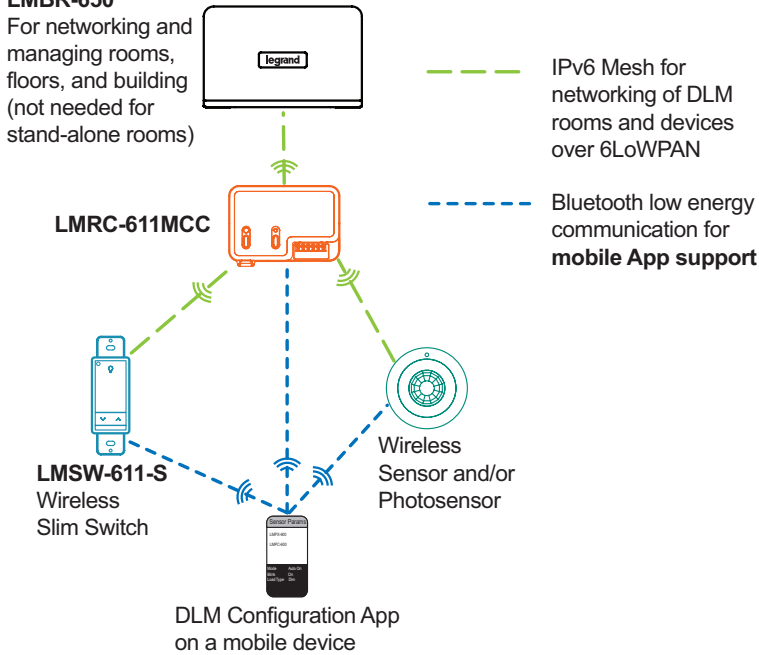 LMBR-650
For networking and
managing rooms,
floors, and building
(not needed for
stand-alone rooms)
legrand
IPv6 Mesh for
networking of DLM
rooms and devices
over 6LoWPAN
Bluetooth low energy
communication for
mobile App support
LMRC-611MCC
LMSW-611-S
Wireless
Slim Switch
Wireless
Sensor and/or
Photosensor
Sensor Params
LMPX-600
LMPC-600
Mode Auto On
Blink On
Load Type Dim
DLM Configuration App
on a mobile device